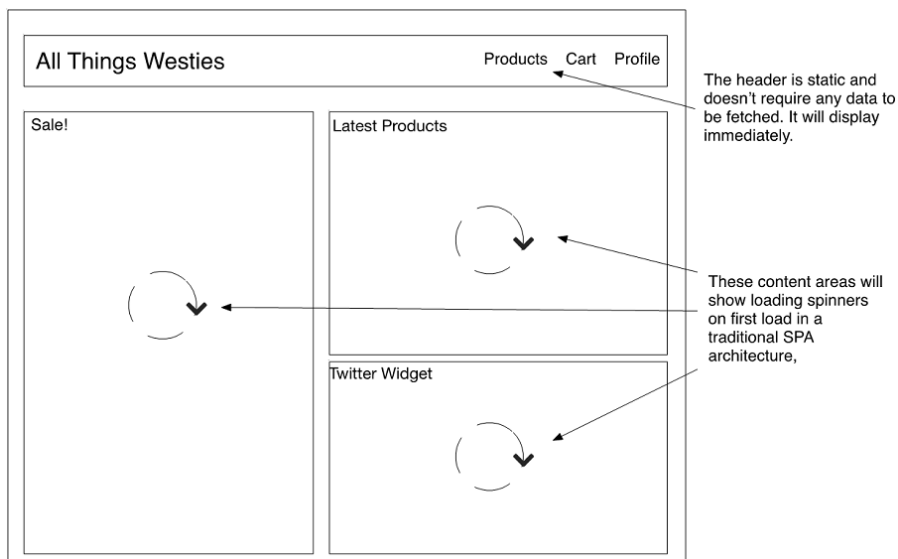 All Things Westies
Products Cart Profile
The header is static and
doesn't require any data to
be fetched. It will display
immediately.
Sale!
Latest Products
These content areas will
show loading spinners
on first load in a
traditional SPA
architecture,
Twitter Widget